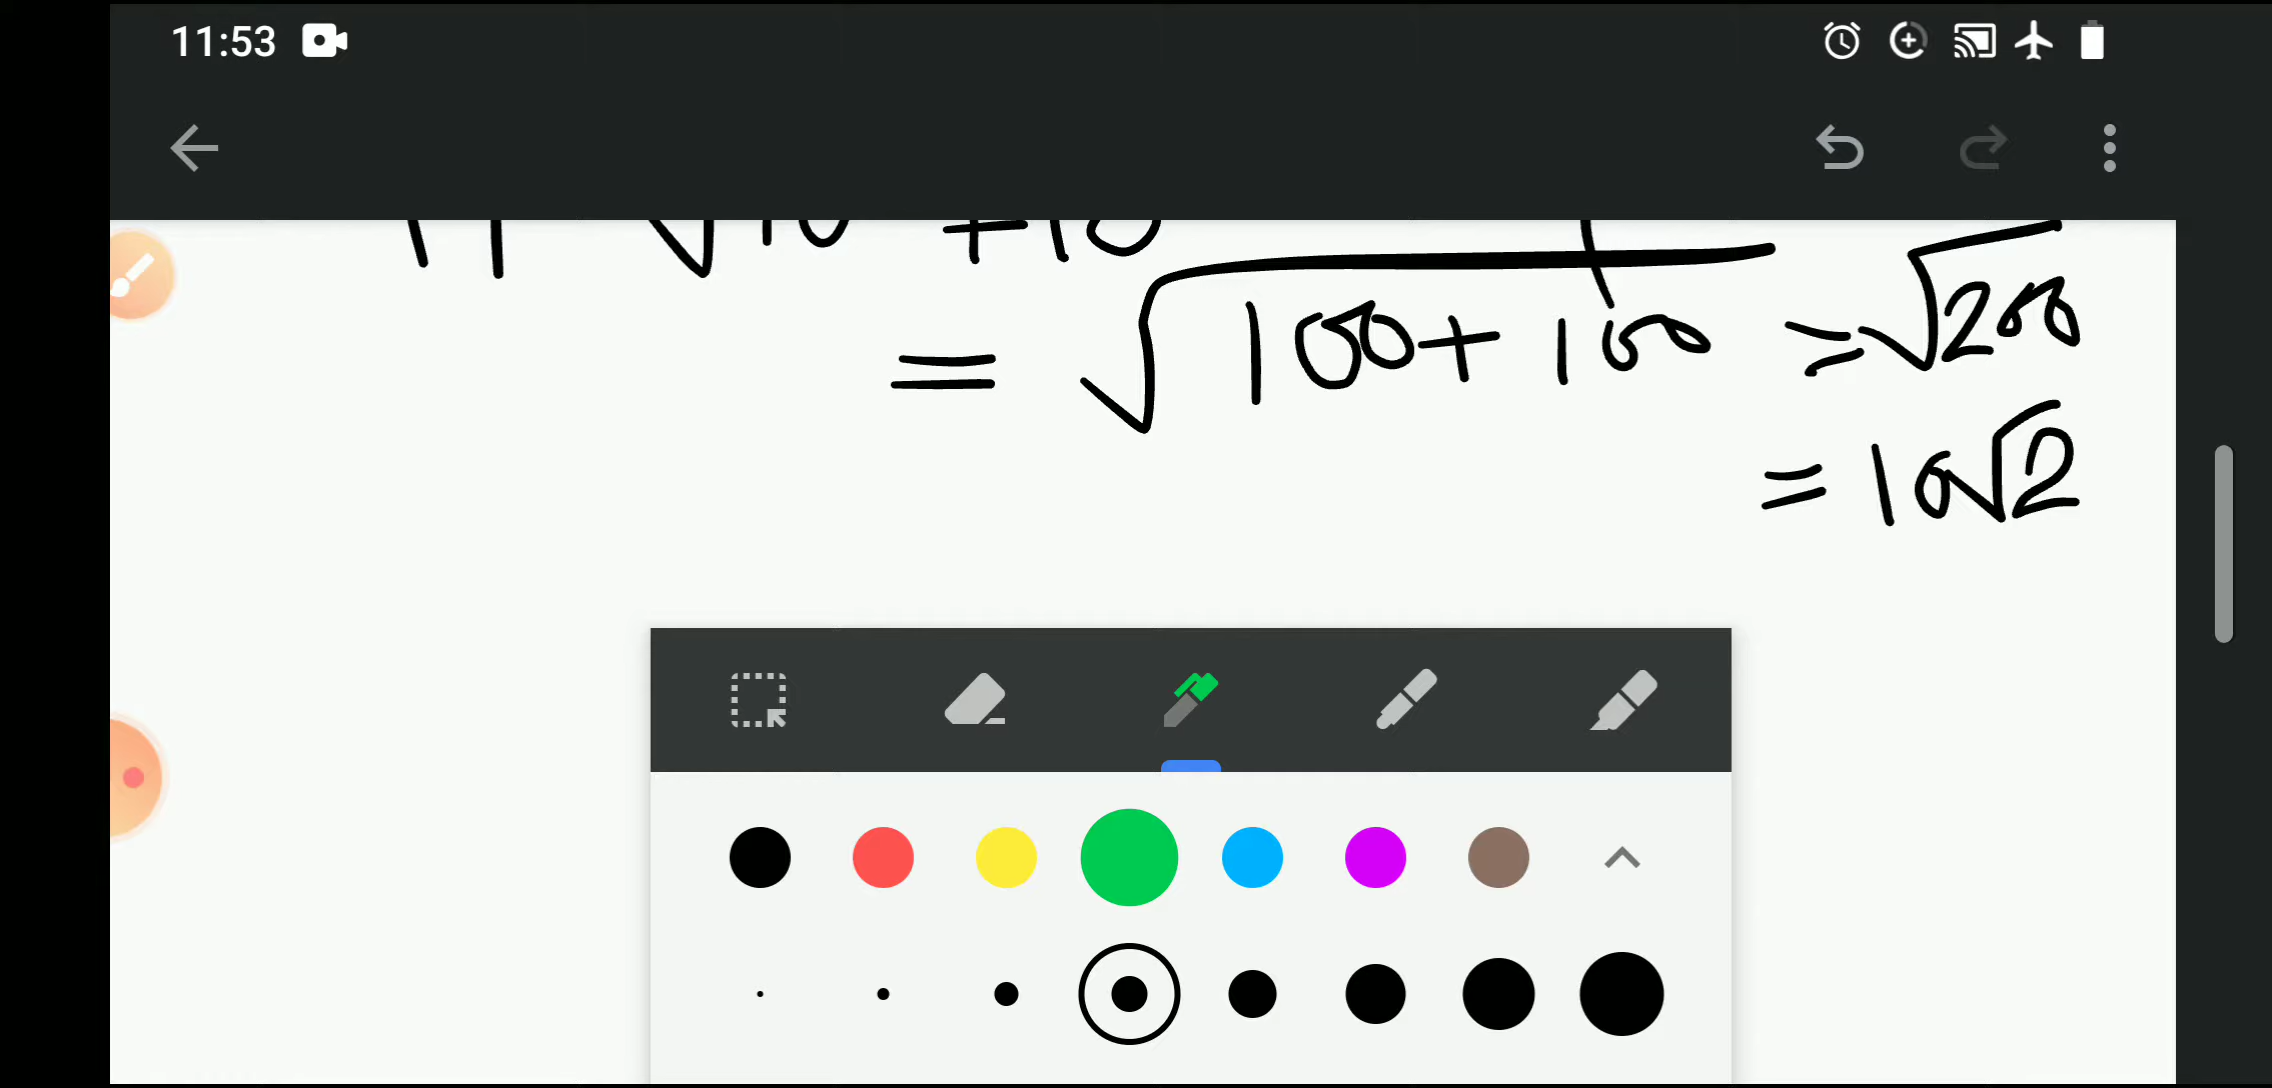 11:53
= √100+100 = √200
= 10√2